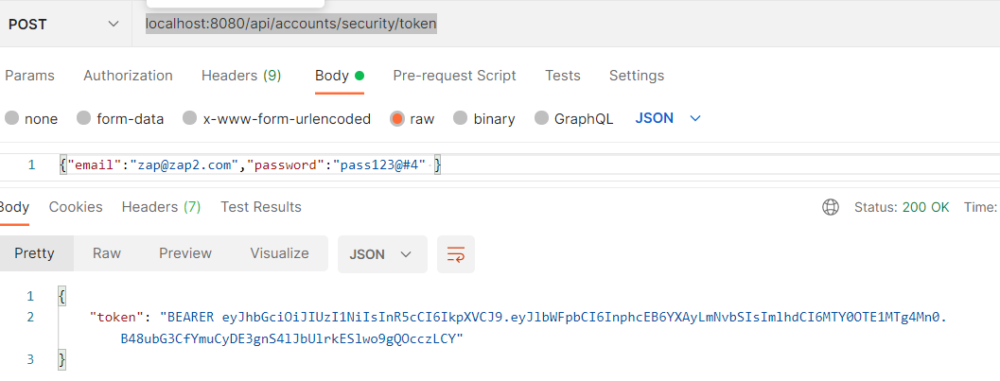 POST localhost:8080/api/accounts/security/token
Params Authorization Headers (9) Body Pre-request Script Tests Settings
none form-data x-www-form-urlencoded raw binary GraphQL JSON
1 {"email":"zap@zap2.com","password":"pass123@#4" }
Body Cookies Headers (7) Test Results Status: 200 OK Time:
Pretty Raw Preview Visualize JSON
1 {
2 "token": "BEARER eyJhbGciOiJIUzI1NiIsInR5cCI6IkpXVCJ9.eyJlbWFpbCI6InphcEB6YXAyLmNvbSIsImlhdCI6MTY0OTE1MTg4Mn0.
B48ubG3CfYmuCyDE3gnS4lJbUlrkESlwo9gQOcczLCY"
3 }